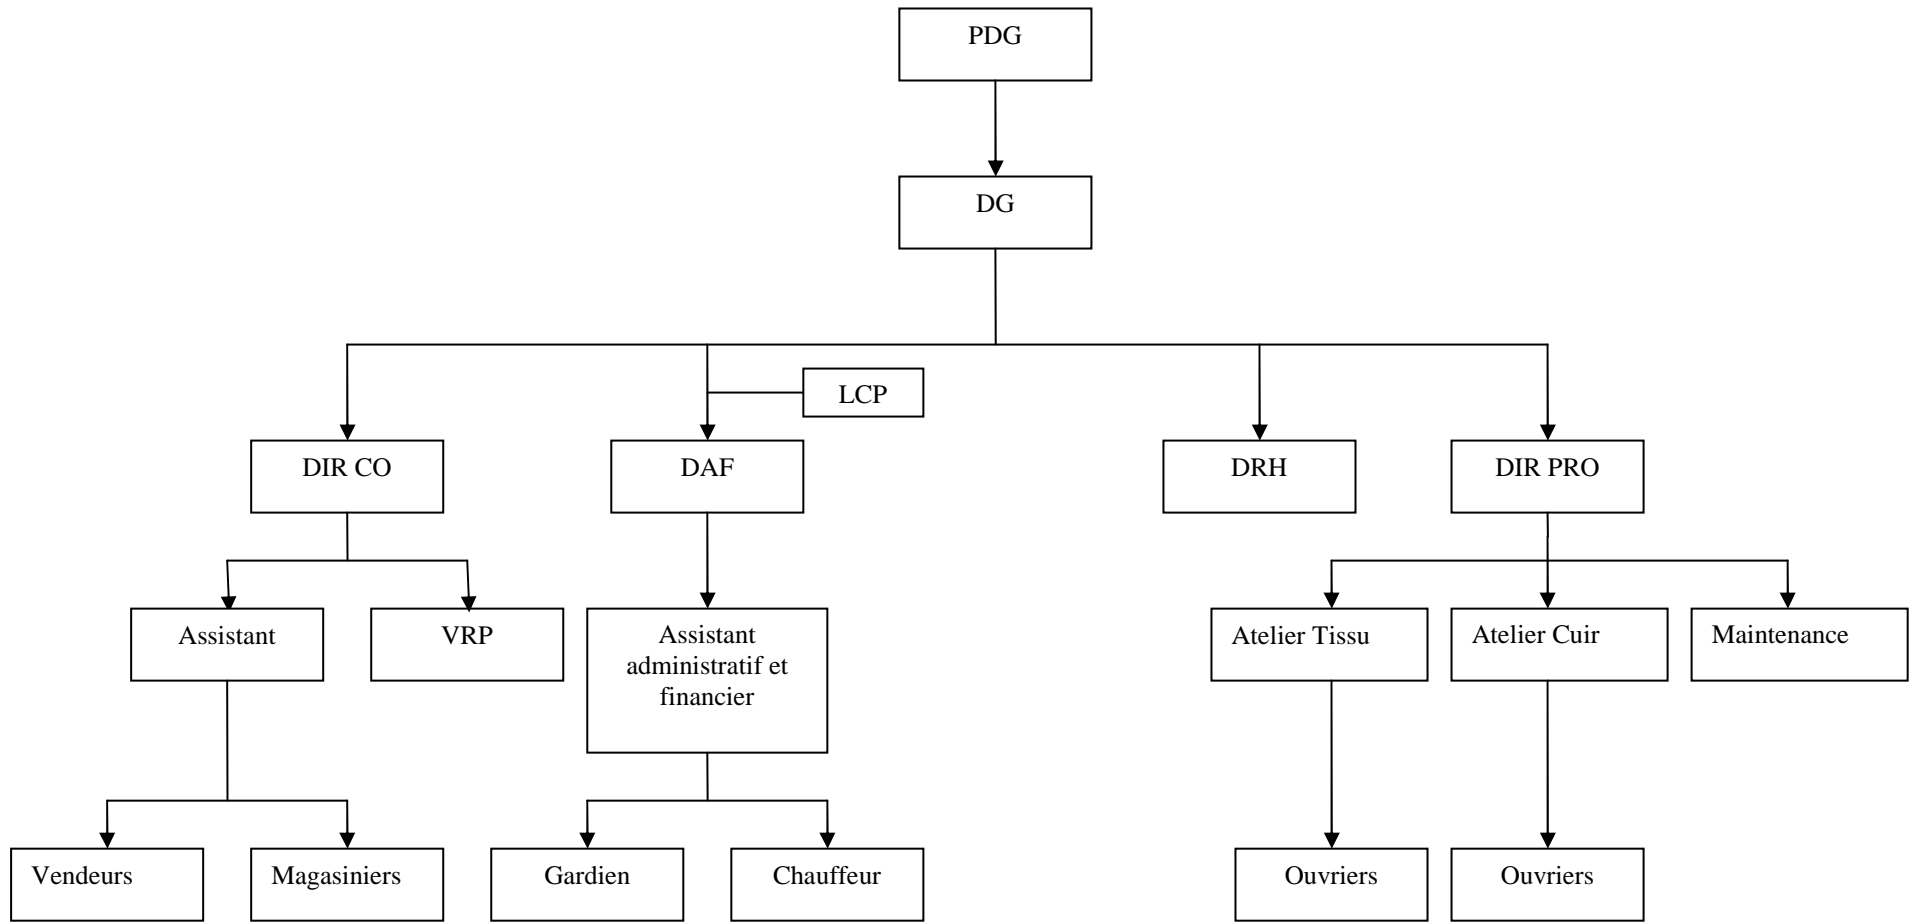 PDG
DG
LCP
DIR CO
DAF
DRH
DIR PRO
Assistant
VRP
Assistant
administratif et
financier
Atelier Tissu
Atelier Cuir
Maintenance
Vendeurs
Magasiniers
Gardien
Chauffeur
Ouvriers
Ouvriers